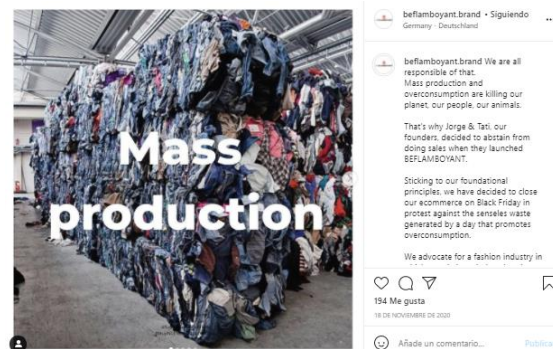 Mass
production
beflamboyant.brand • Siguiendo
Germany · Deutschland
beflamboyant.brand We are all
responsible of that.
Mass production and
overconsumption are killing our
planet, our people, our animals.
That's why Jorge & Tati, our
founders, decided to abstain from
doing sales when they launched
BEFLAMBOYANT.
Sticking to our foundational
principles, we have decided to close
our ecommerce on Black Friday in
protest against the senseles waste
generated by a day that promotes
overconsumption.
We advocate for a fashion industry in
194 Me gusta
18 DE NOVIEMBRE DE 2020
Añade un comentario...
Publicar